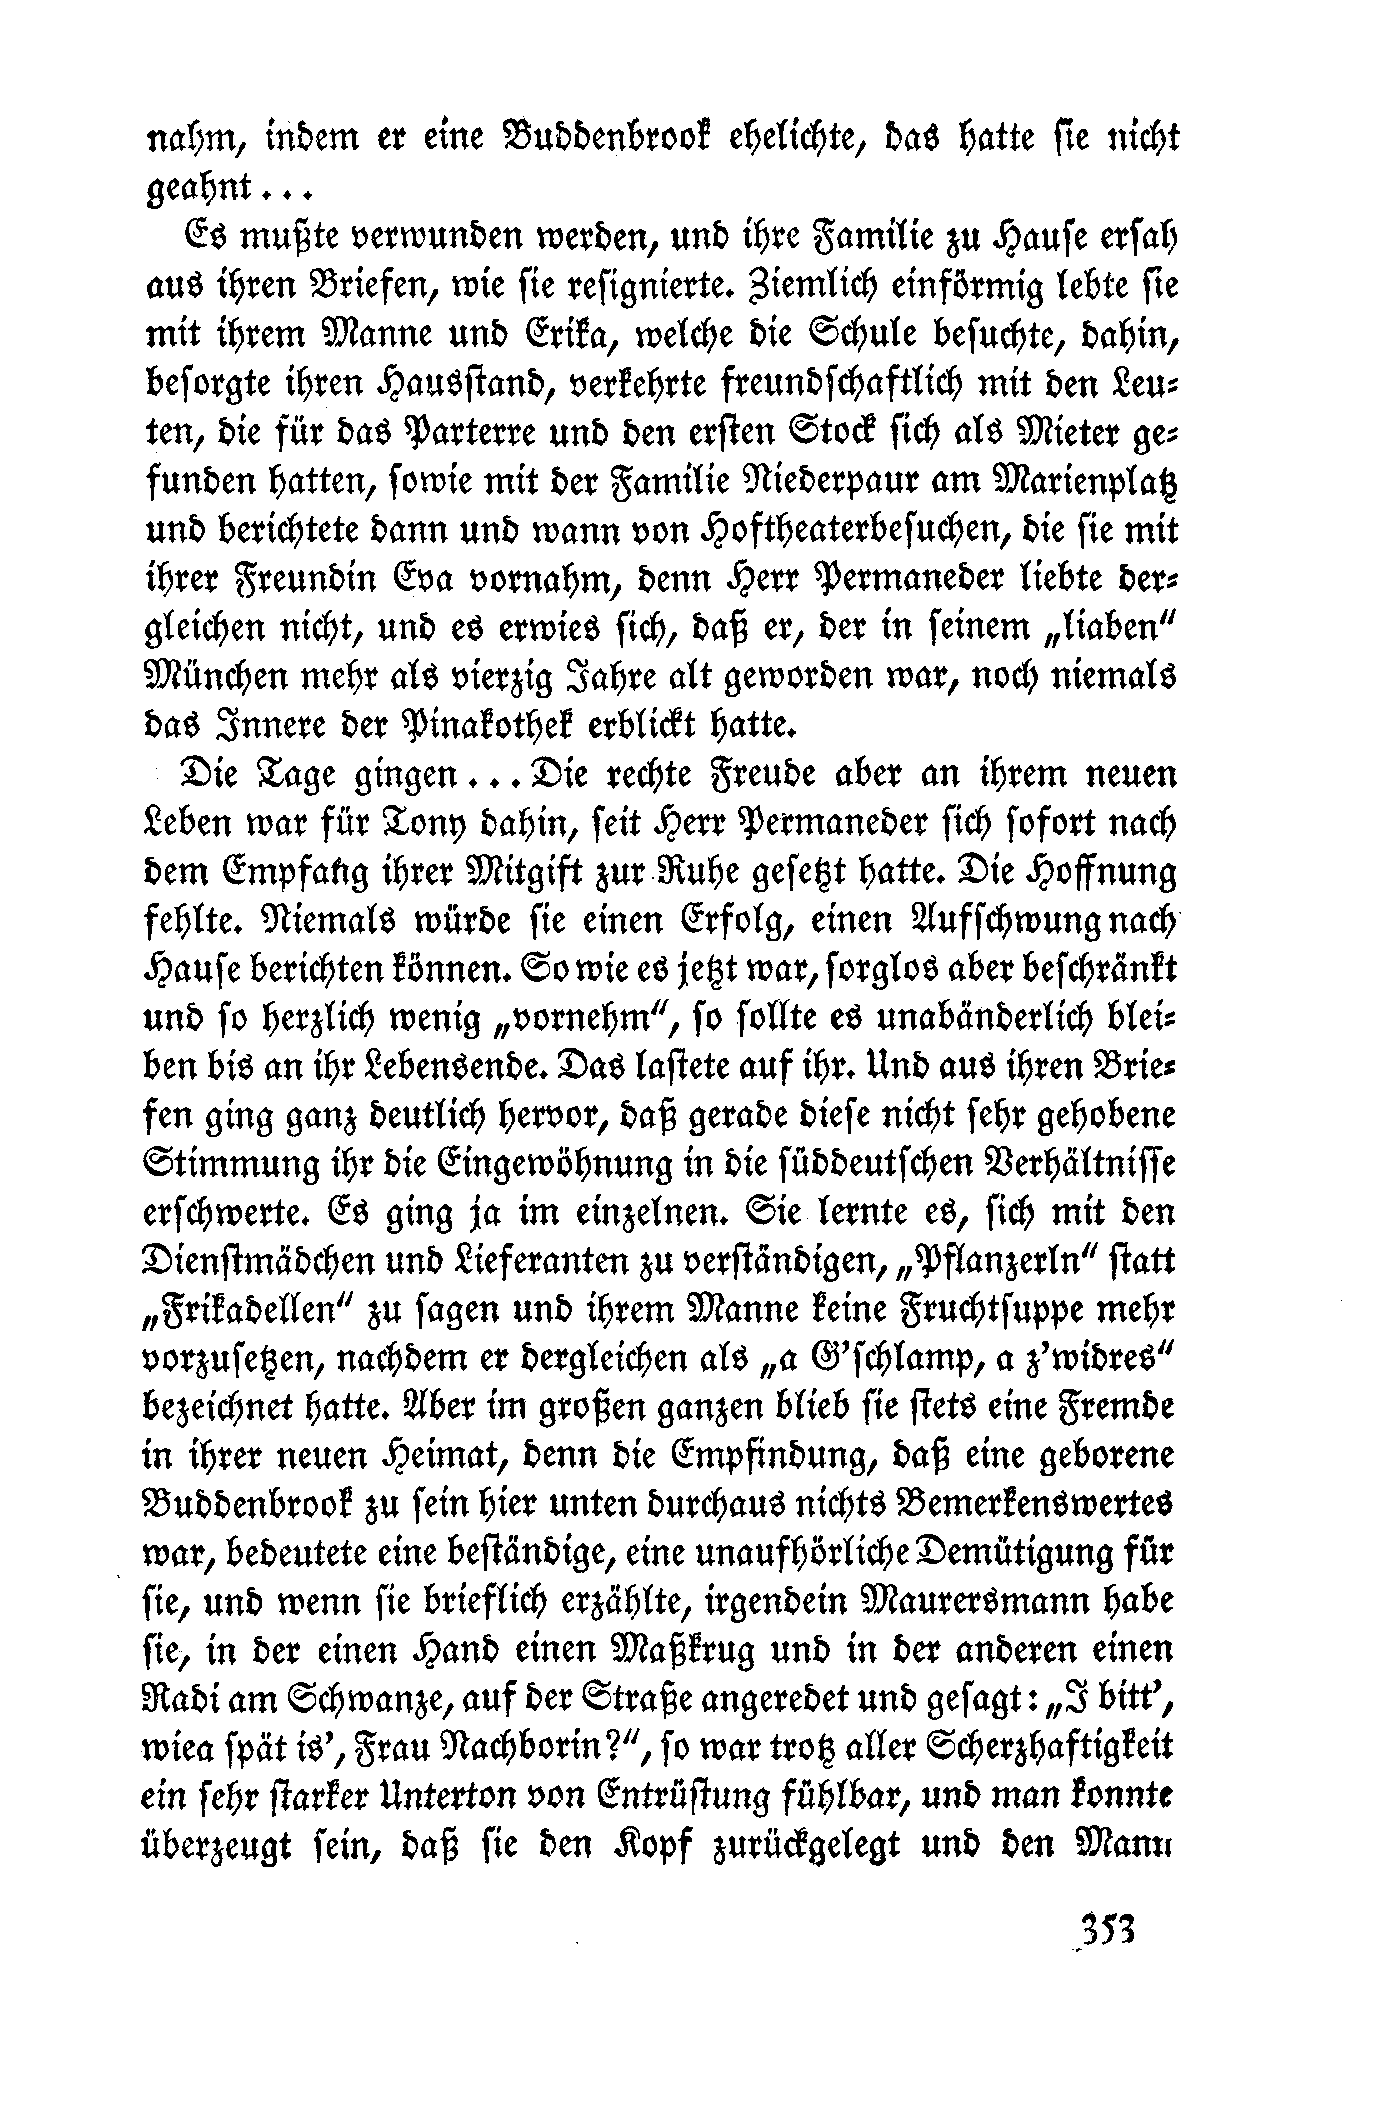 nahm, indem er eine Buddenbrook ehelichte, das hatte sie nicht
geahnt...
Es mußte verwunden werden, und ihre Familie zu Hause ersah
aus ihren Briefen, wie sie resignierte. Ziemlich einförmig lebte sie
mit ihrem Manne und Erika, welche die Schule besuchte, dahin,
besorgte ihren Hausstand, verkehrte freundschaftlich mit den Leu-
ten, die für das Parterre und den ersten Stock sich als Mieter ge-
funden hatten, sowie mit der Familie Niederpaur am Marienplatz
und berichtete dann und wann von Hoftheaterbesuchen, die sie mit
ihrer Freundin Eva vornahm, denn Herr Permaneder liebte der-
gleichen nicht, und es erwies sich, daß er, der in seinem „liaben“
München mehr als vierzig Jahre alt geworden war, noch niemals
das Innere der Pinakothek erblickt hatte.
Die Tage gingen... Die rechte Freude aber an ihrem neuen
Leben war für Tony dahin, seit Herr Permaneder sich sofort nach
dem Empfang ihrer Mitgift zur Ruhe gesetzt hatte. Die Hoffnung
fehlte. Niemals würde sie einen Erfolg, einen Aufschwung nach
Hause berichten können. So wie es jetzt war, sorglos aber beschränkt
und so herzlich wenig „vornehm“, so sollte es unabänderlich blei-
ben bis an ihr Lebensende. Das lastete auf ihr. Und aus ihren Brie-
fen ging ganz deutlich hervor, daß gerade diese nicht sehr gehobene
Stimmung ihr die Eingewöhnung in die süddeutschen Verhältnisse
erschwerte. Es ging ja im einzelnen. Sie lernte es, sich mit den
Dienstmädchen und Lieferanten zu verständigen, „Pflanzerln“ statt
„Frikadellen“ zu sagen und ihrem Manne keine Fruchtsuppe mehr
vorzusetzen, nachdem er dergleichen als „a G’schlamp, a z’widres“
bezeichnet hatte. Aber im großen ganzen blieb sie stets eine Fremde
in ihrer neuen Heimat, denn die Empfindung, daß eine geborene
Buddenbrook zu sein hier unten durchaus nichts Bemerkenswertes
war, bedeutete eine beständige, eine unaufhörliche Demütigung für
sie, und wenn sie brieflich erzählte, irgendein Maurersmann habe
sie, in der einen Hand einen Maßkrug und in der anderen einen
Radi am Schwanze, auf der Straße angeredet und gesagt: „I bitt’,
wiea spät is’, Frau Nachborin?“, so war trotz aller Scherzhaftigkeit
ein sehr starker Unterton von Entrüstung fühlbar, und man konnte
überzeugt sein, daß sie den Kopf zurückgelegt und den Mann
353